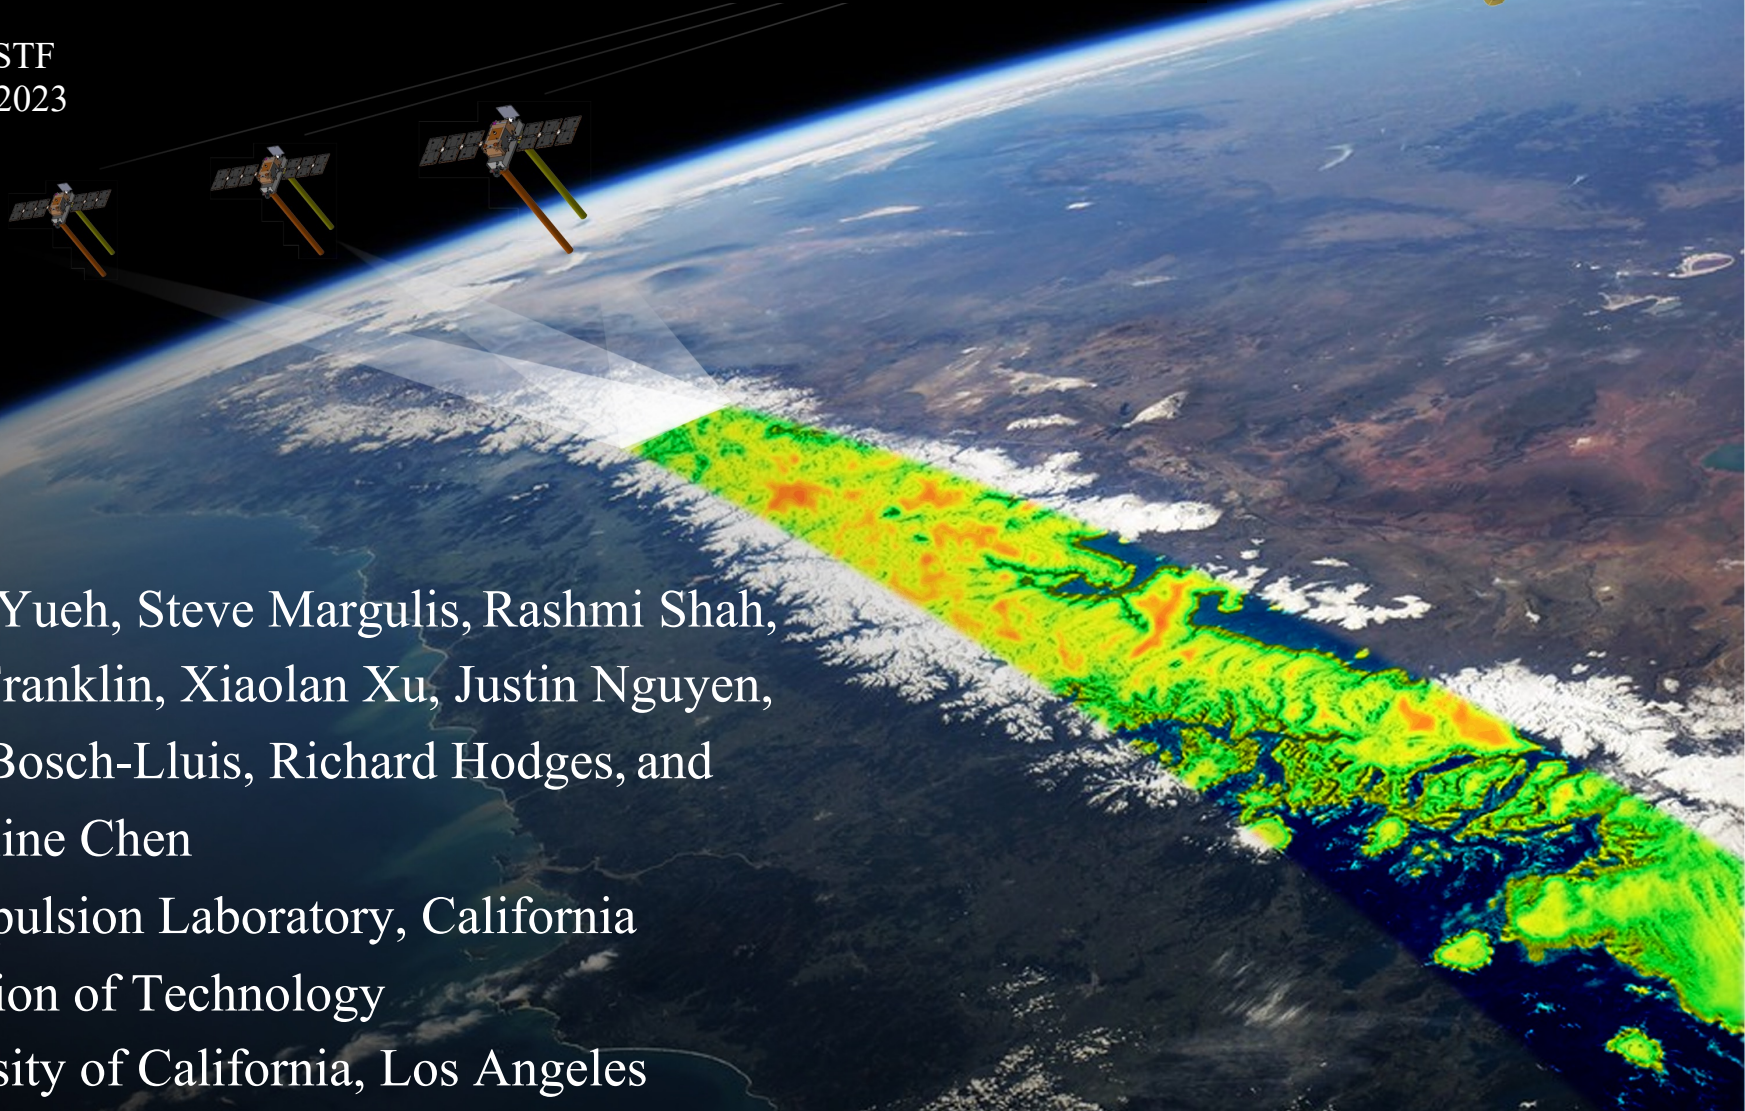 STF
2023
Yueh, Steve Margulis, Rashmi Shah,
ranklin, Xiaolan Xu, Justin Nguyen,
Bosch-Lluis, Richard Hodges, and
ine Chen
pulsion Laboratory, California
ion of Technology
sity of California, Los Angeles